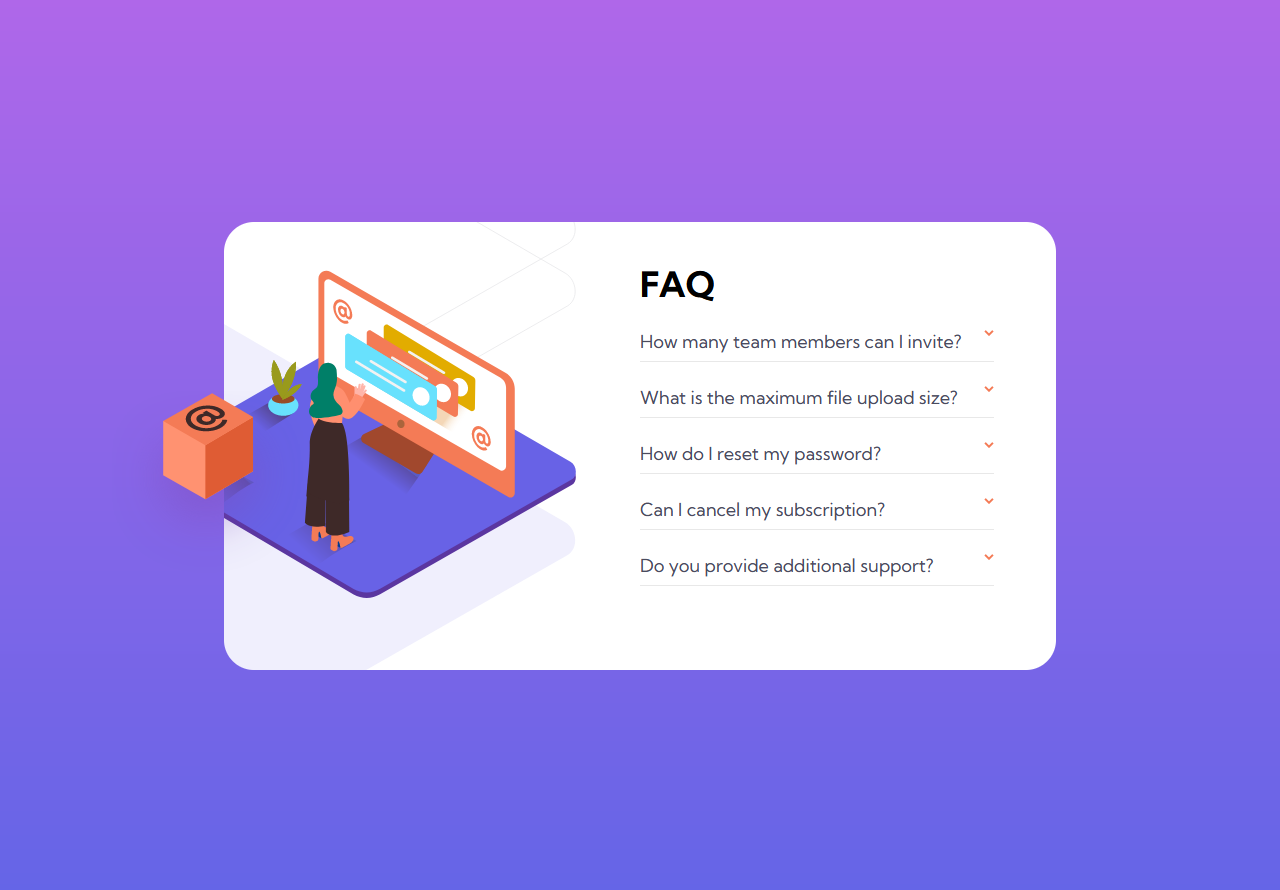 FAQ
How many team members can I invite?
What is the maximum file upload size?
How do I reset my password?
Can I cancel my subscription?
Do you provide additional support?
@
@
@